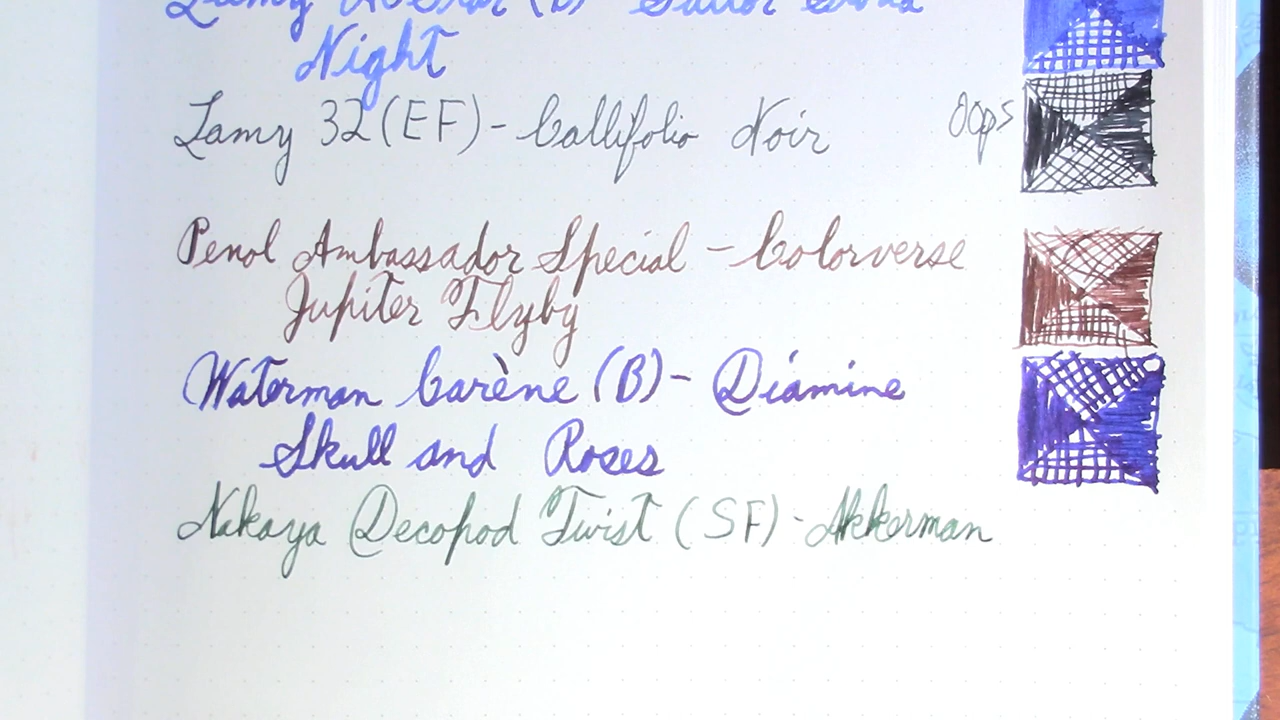 Night
Lamy 32 (EF) - Callifolio Noir oops
Penol Ambassador Special - Colorverse
Jupiter Flyby
Waterman Carène (B) - Diamine
Skull and Roses
Nakaya Decopod Twist (SF) - Akkerman